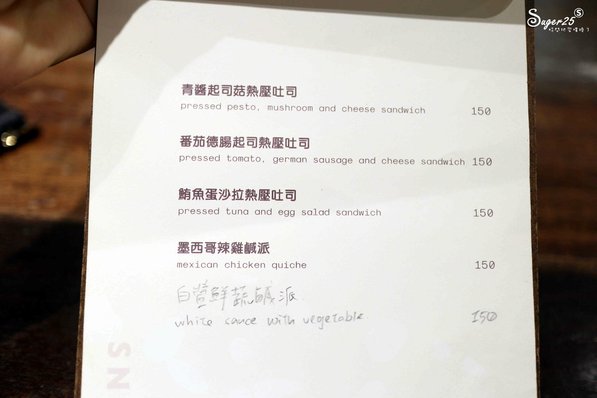 Suger25
青醬起司菇熱壓吐司
pressed pesto, mushroom and cheese sandwich 150
番茄德腸起司熱壓吐司
pressed tomato, german sausage and cheese sandwich 150
鮪魚蛋沙拉熱壓吐司
pressed tuna and egg salad sandwich 150
墨西哥辣雞鹹派
mexican chicken quiche 150
白醬鮮蔬鹹派
white sauce with vegetable 150
SN